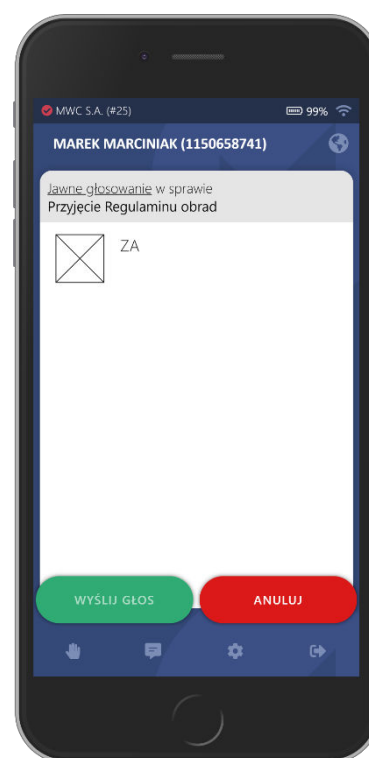 MWC S.A. (#25) 99%
MAREK MARCINIAK (1150658741)
Jawne głosowanie w sprawie
Przyjęcie Regulaminu obrad
ZA
WYŚLIJ GŁOS ANULUJ